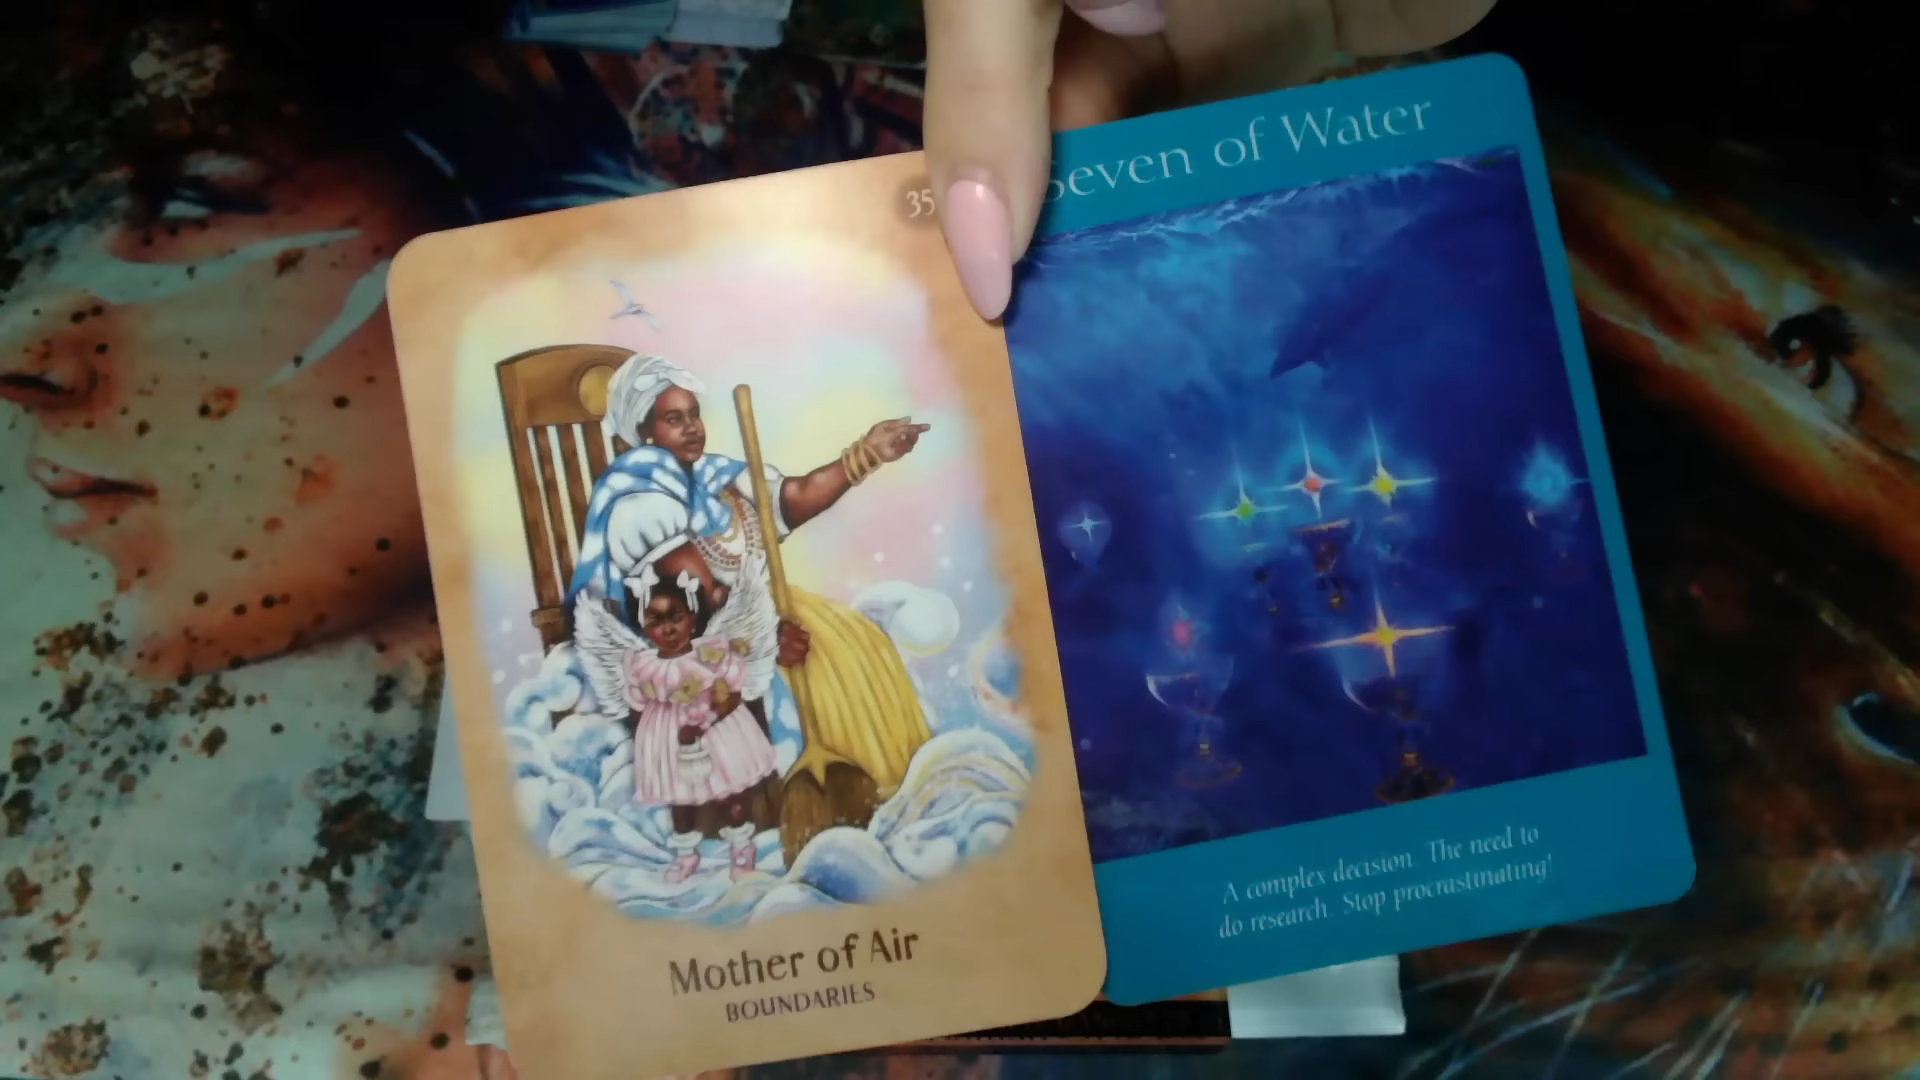 35
Mother of Air
BOUNDARIES
Seven of Water
A complex decision. The need to
do research. Stop procrastinating!